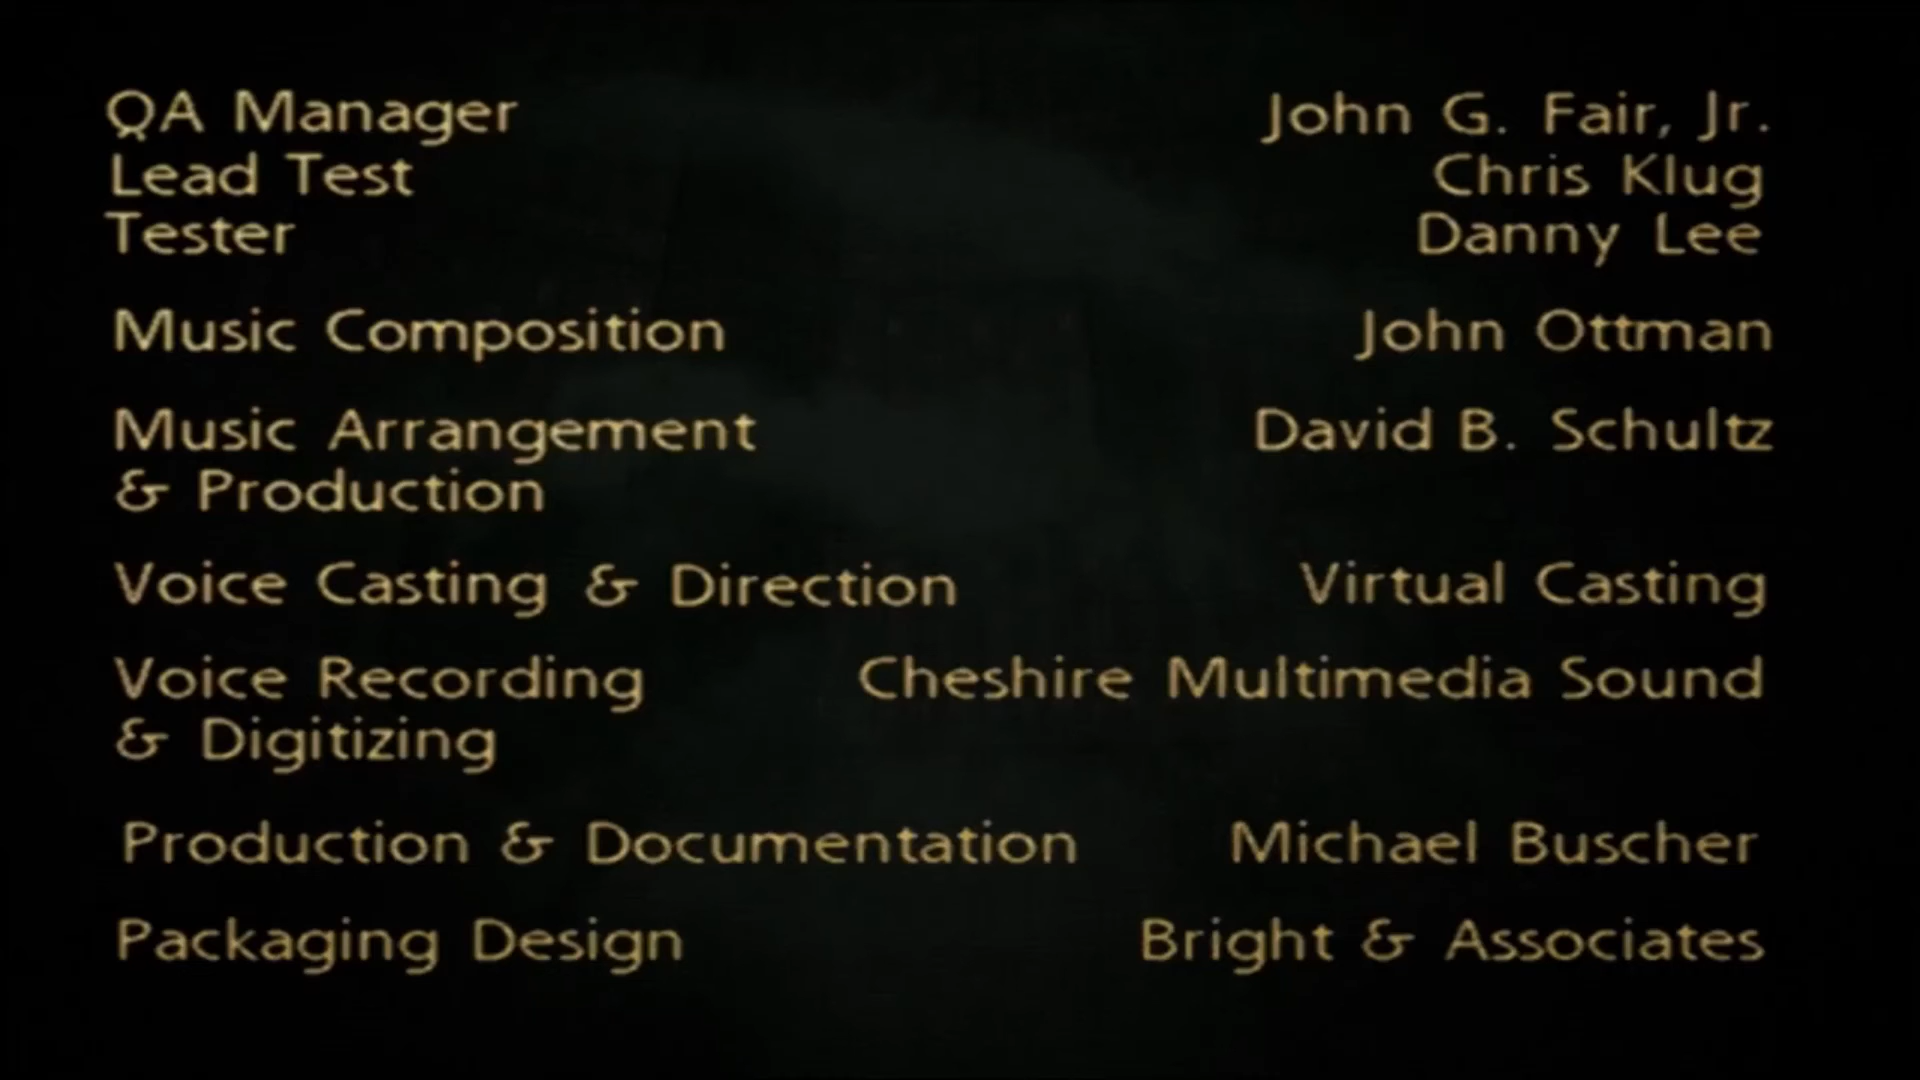 QA Manager John G. Fair, Jr.
Lead Test Chris Klug
Tester Danny Lee
Music Composition John Ottman
Music Arrangement David B. Schultz
& Production
Voice Casting & Direction Virtual Casting
Voice Recording Cheshire Multimedia Sound
& Digitizing
Production & Documentation Michael Buscher
Packaging Design Bright & Associates